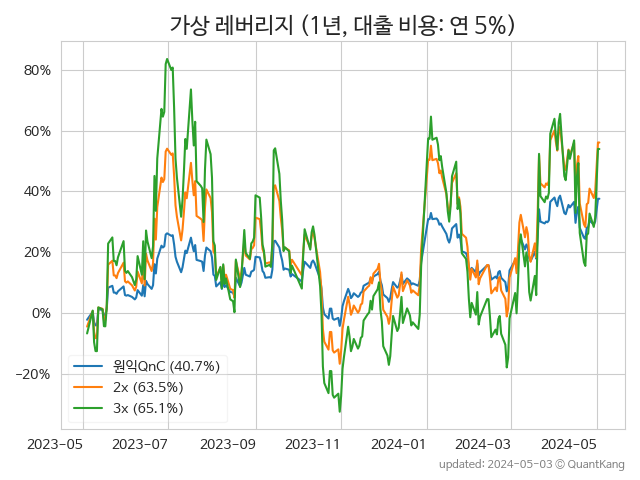 가상 레버리지 (1년, 대출 비용: 연 5%)
80%
60%
40%
20%
0%
−20%
원익QnC (40.7%)
2x (63.5%)
3x (65.1%)
2023-05
2023-07
2023-09
2023-11
2024-01
2024-03
2024-05
updated: 2024-05-03 © QuantKang